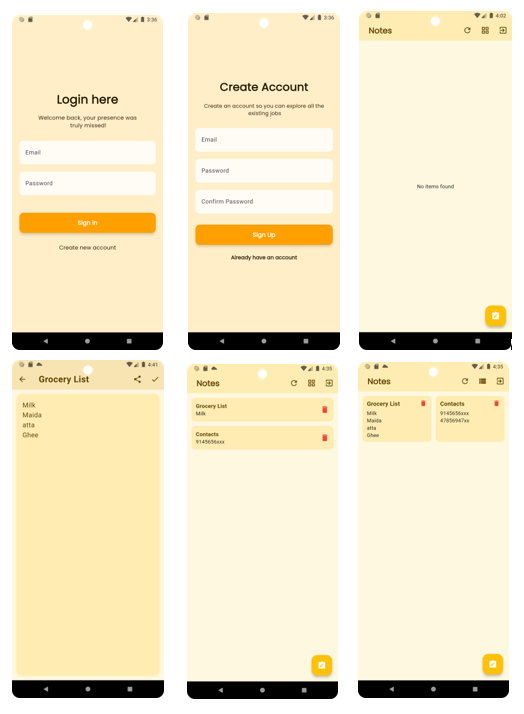 3:36
Login here
Welcome back, your presence was
truly missed!
Email
Password
Sign in
Create new account
3:36
Create Account
Create an account so you can explore all the
existing jobs
Email
Password
Confirm Password
Sign Up
Already have an account
4:02
Notes
No items found
4:41
Grocery List
Milk
Maida
atta
Ghee
4:35
Notes
Grocery List
Milk
Contacts
9145656xxx
4:35
Notes
Grocery List
Milk
Maida
atta
Ghee
Contacts
9145656xxx
47856947xx